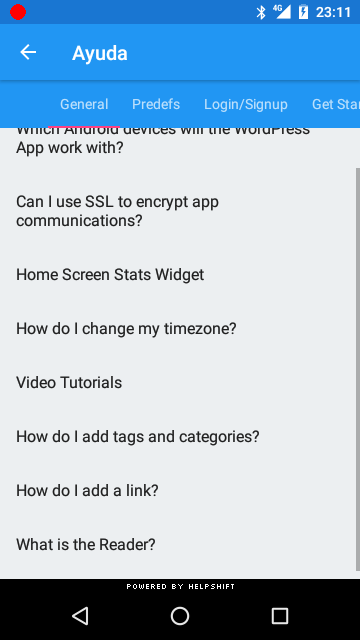 4G 23:11
Ayuda
General Predefs Login/Signup Get Sta
Which Android devices will the WordPress
App work with?
Can I use SSL to encrypt app
communications?
Home Screen Stats Widget
How do I change my timezone?
Video Tutorials
How do I add tags and categories?
How do I add a link?
What is the Reader?
POWERED BY HELPSHIFT